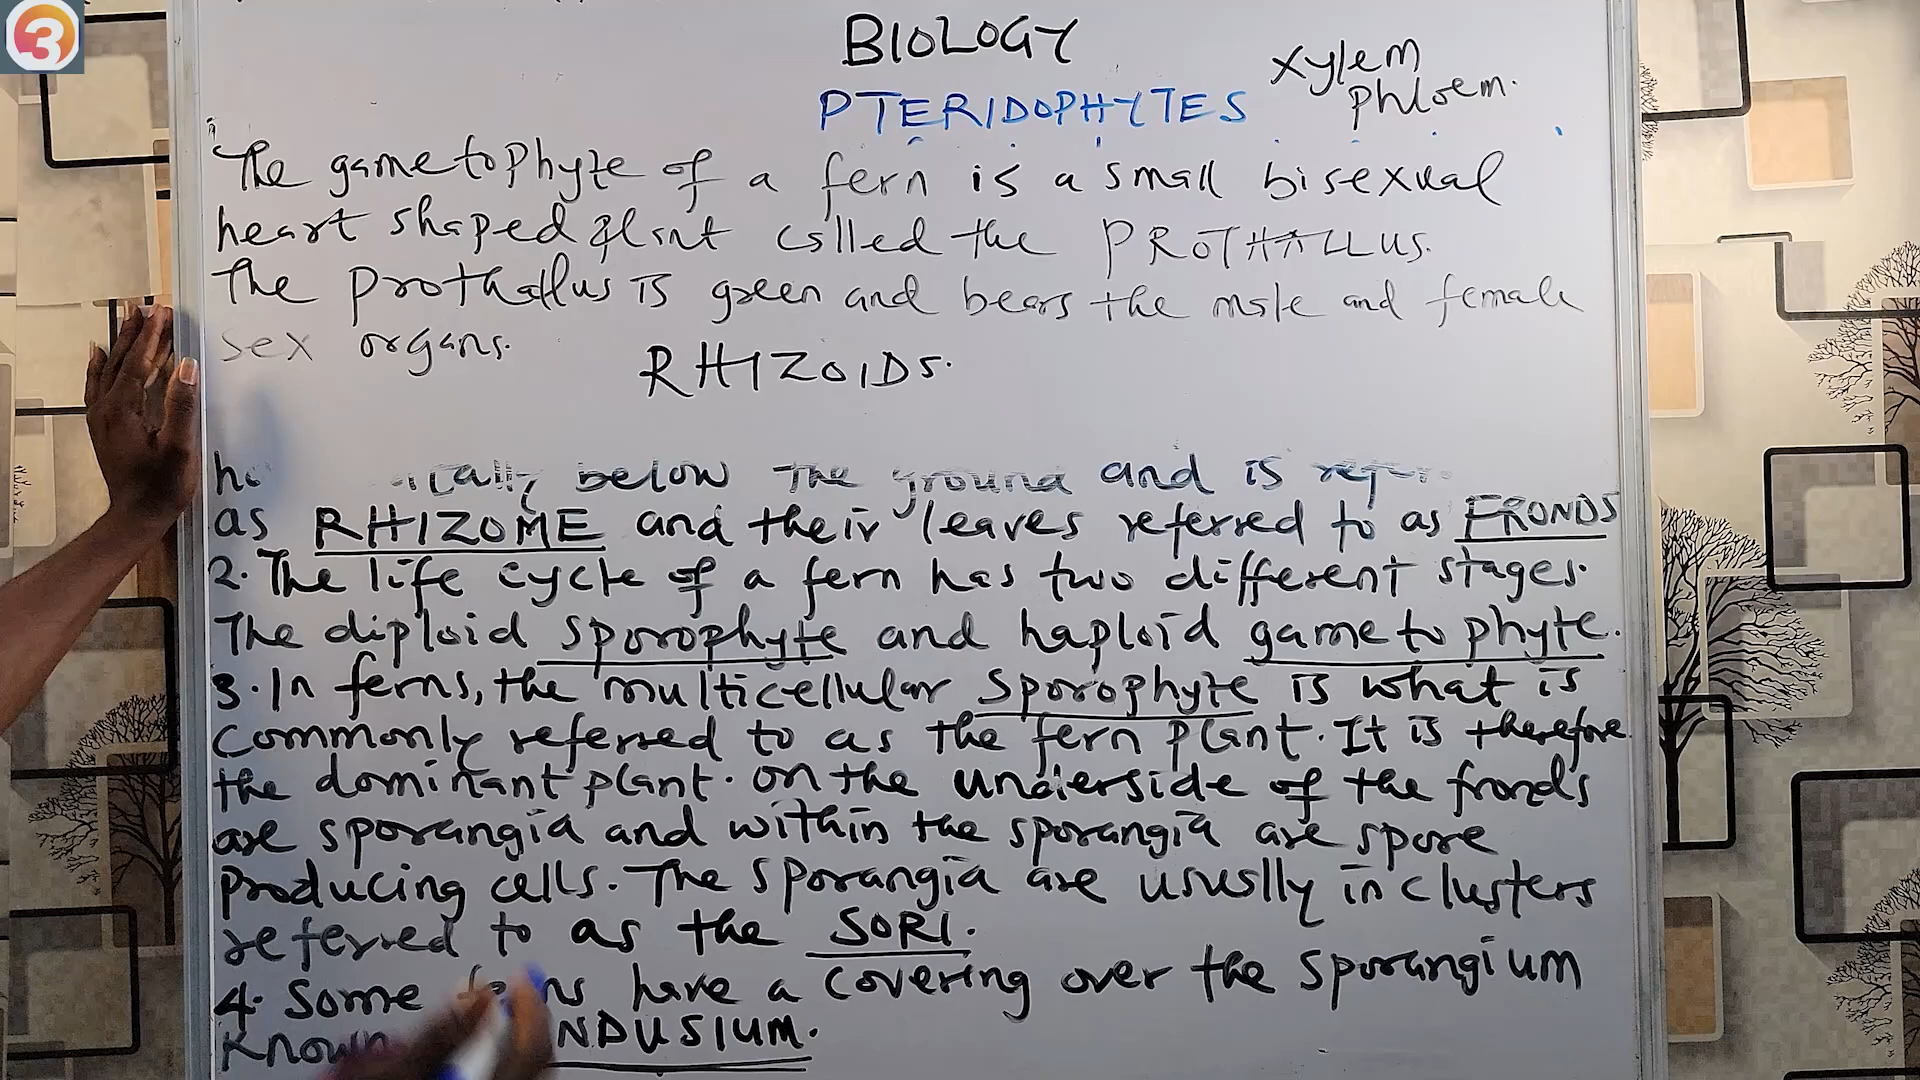 3
BIOLOGY
PTERIDOPHYTES
xylem
phloem.
The gametophyte of a fern is a small bisexual
heart shaped plant called the PROTHALLUS.
The prothallus is green and bears the male and female
sex organs.
RHIZOIDS.
below the ground and is
as RHIZOME and their leaves referred to as FRONDS
2. The life cycle of a fern has two different stages.
The diploid sporophyte and haploid gametophyte.
3. In ferns, the multicellular sporophyte is what is
commonly referred to as the fern plant. It is therefore
the dominant plant. On the underside of the fronds
are sporangia and within the sporangia are spore
producing cells. The sporangia are usually in clusters
referred to as the SORI.
4. Some have a covering over the sporangium
known NDUSIUM.